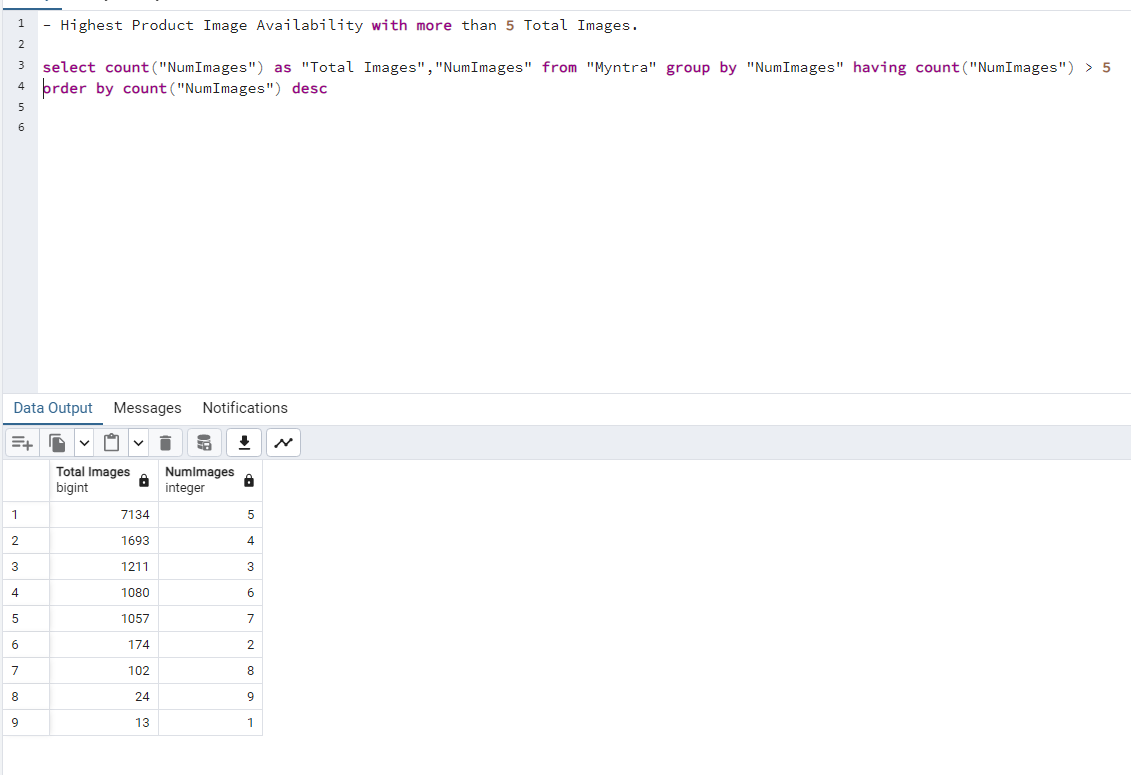 1 - Highest Product Image Availability with more than 5 Total Images.
2
3 select count("NumImages") as "Total Images","NumImages" from "Myntra" group by "NumImages" having count("NumImages") > 5
4 order by count("NumImages") desc
5
6
Data Output Messages Notifications
Total Images NumImages
bigint integer
1 7134 5
2 1693 4
3 1211 3
4 1080 6
5 1057 7
6 174 2
7 102 8
8 24 9
9 13 1